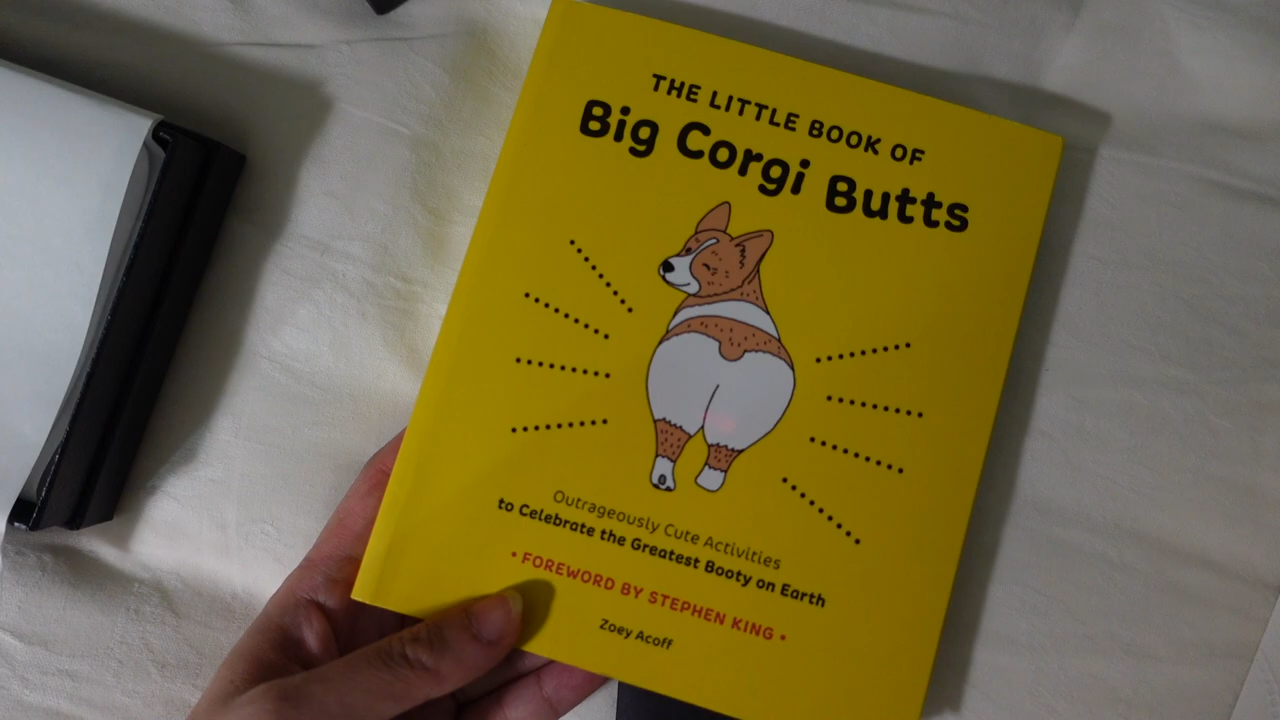 THE LITTLE BOOK OF
Big Corgi Butts
Outrageously Cute Activities
to Celebrate the Greatest Booty on Earth
• FOREWORD BY STEPHEN KING •
Zoey Acoff